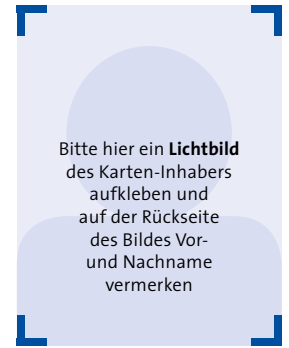 Bitte hier ein Lichtbild
des Karten-Inhabers
aufkleben und
auf der Rückseite
des Bildes Vor-
und Nachname
vermerken